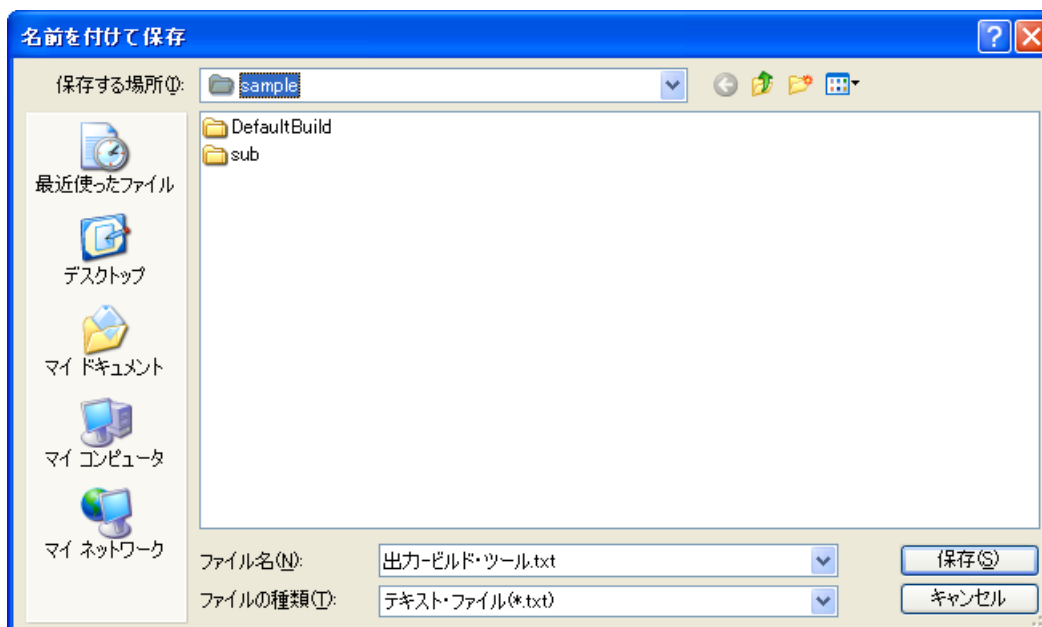 名前を付けて保存
保存する場所(I):
sample
DefaultBuild
sub
最近使ったファイル
デスクトップ
マイ ドキュメント
マイ コンピュータ
マイ ネットワーク
ファイル名(N):
出力-ビルド・ツール.txt
保存(S)
ファイルの種類(T):
テキスト・ファイル(*.txt)
キャンセル